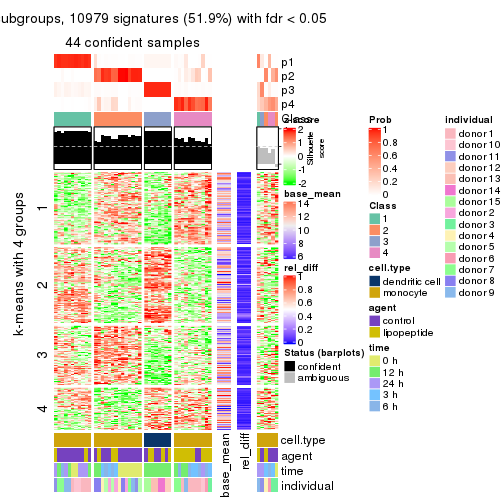 ubgroups, 10979 signatures (51.9%) with fdr < 0.05
44 confident samples
p1
p2
p3
p4
Class
Silhouette
score
1
2
3
4
k-means with 4 groups
cell.type
agent
time
individual
base_mean
rel_diff
2
1
0
-1
-2
base_mean
14
12
10
8
6
rel_diff
1
0.8
0.6
0.4
0.2
0
Status (barplots)
confident
ambiguous
Prob
1
0.8
0.6
0.4
0.2
0
Class
1
2
3
4
cell.type
dendritic cell
monocyte
agent
control
lipopeptide
time
0 h
12 h
24 h
3 h
6 h
individual
donor1
donor10
donor11
donor12
donor13
donor14
donor15
donor2
donor3
donor4
donor5
donor6
donor7
donor8
donor9